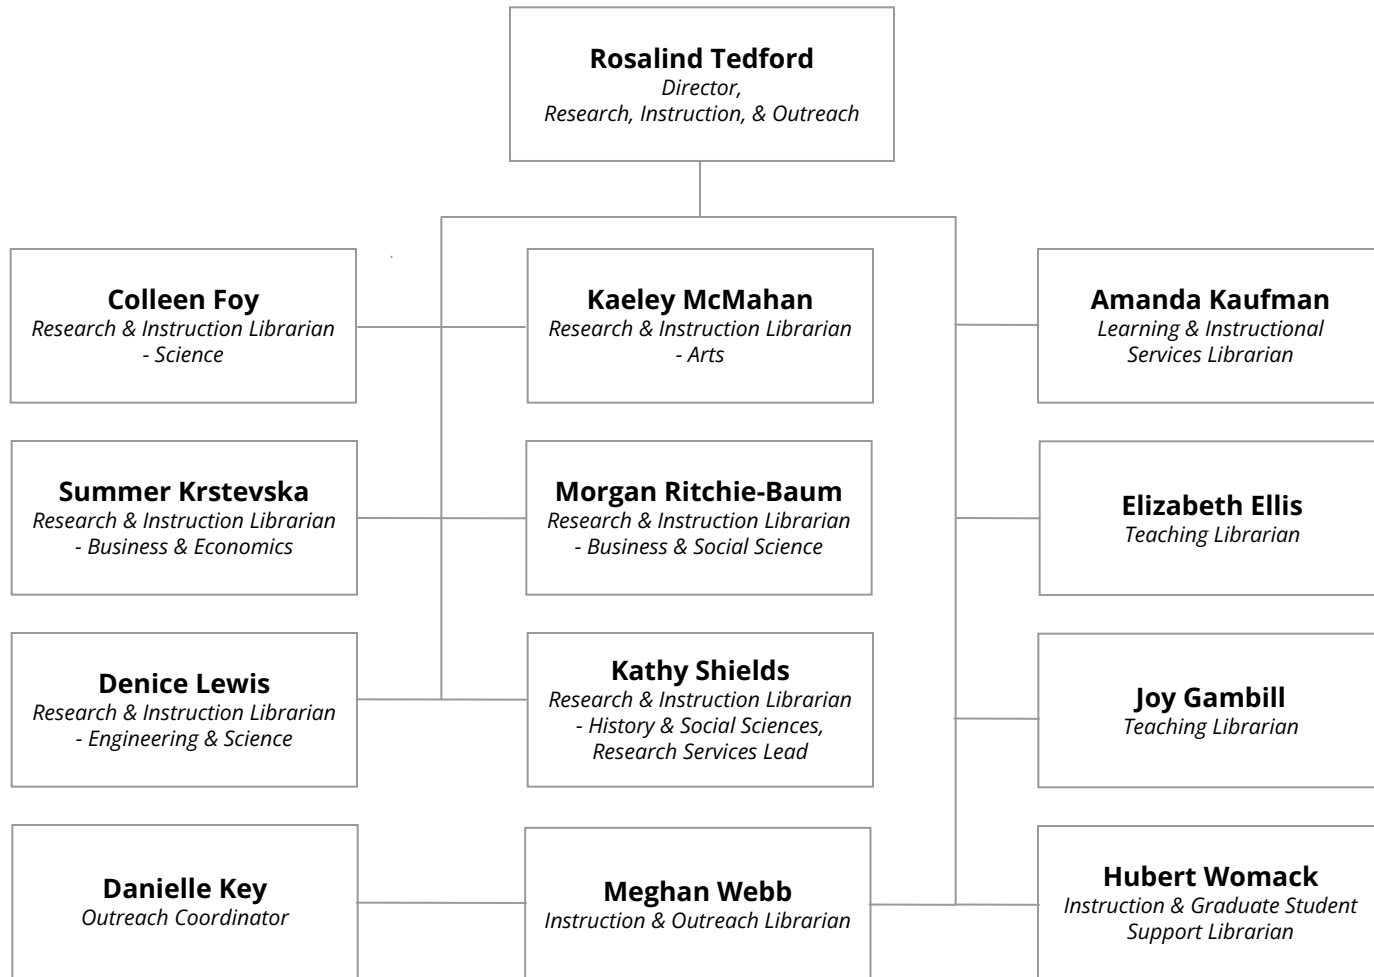 Rosalind Tedford
Director,
Research, Instruction, & Outreach
Colleen Foy
Research & Instruction Librarian
- Science
Kaeley McMahan
Research & Instruction Librarian
- Arts
Amanda Kaufman
Learning & Instructional
Services Librarian
Summer Krstevska
Research & Instruction Librarian
- Business & Economics
Morgan Ritchie-Baum
Research & Instruction Librarian
- Business & Social Science
Elizabeth Ellis
Teaching Librarian
Denice Lewis
Research & Instruction Librarian
- Engineering & Science
Kathy Shields
Research & Instruction Librarian
- History & Social Sciences,
Research Services Lead
Joy Gambill
Teaching Librarian
Danielle Key
Outreach Coordinator
Meghan Webb
Instruction & Outreach Librarian
Hubert Womack
Instruction & Graduate Student
Support Librarian